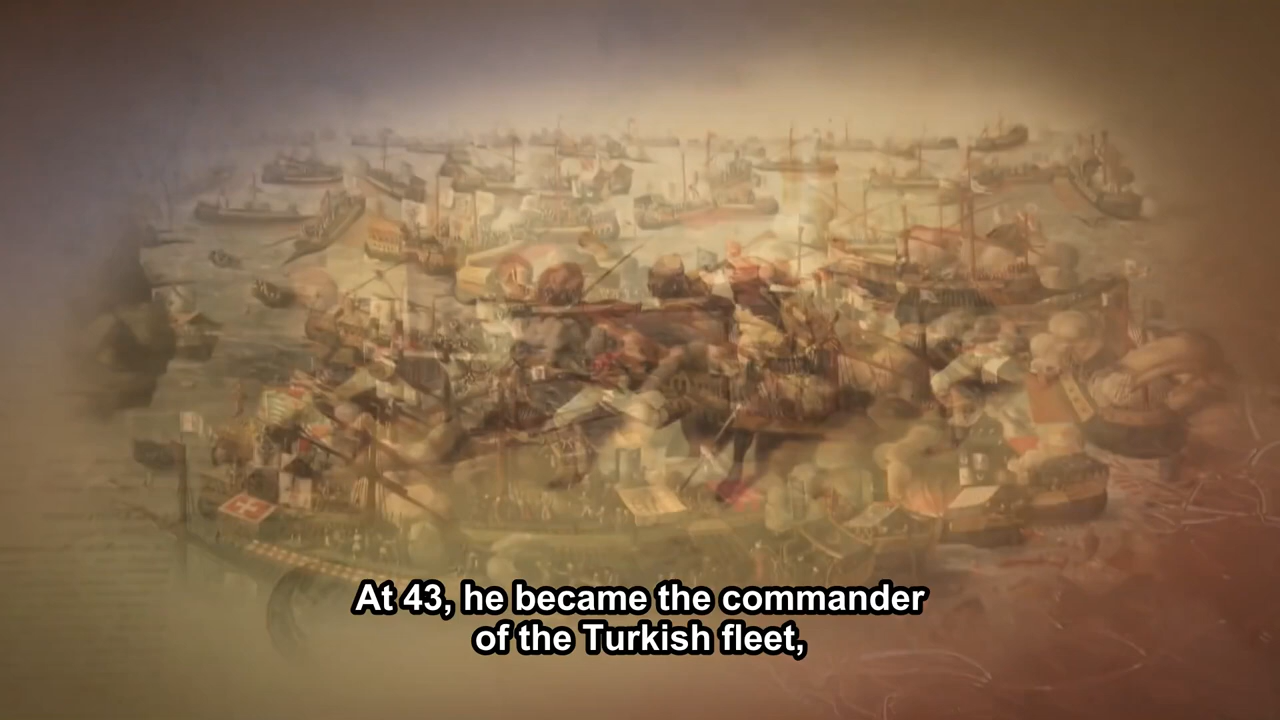 At 43, he became the commander
of the Turkish fleet,